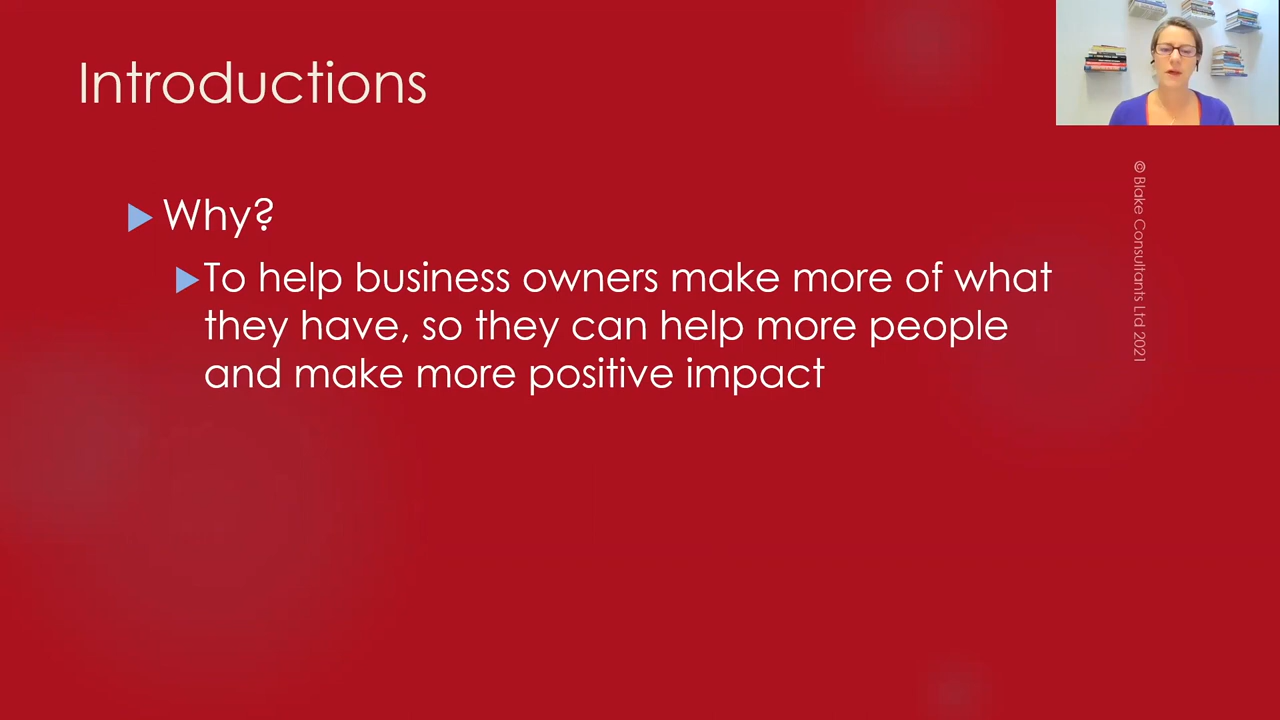 Introductions
Why?
To help business owners make more of what
they have, so they can help more people
and make more positive impact
© Blake Consultants Ltd 2021